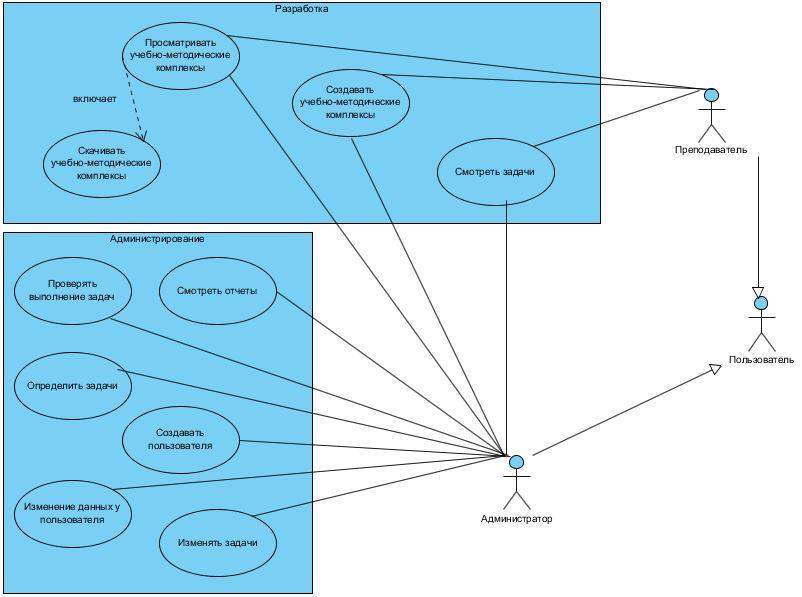 Разработка
Просматривать
учебно-методические
комплексы
включает
Создавать
учебно-методические
комплексы
Скачивать
учебно-методические
комплексы
Смотреть задачи
Преподаватель
Администрирование
Проверять
выполнение задач
Смотреть отчеты
Пользователь
Определить задачи
Создавать
пользователя
Изменение данных у
пользователя
Изменять задачи
Администратор